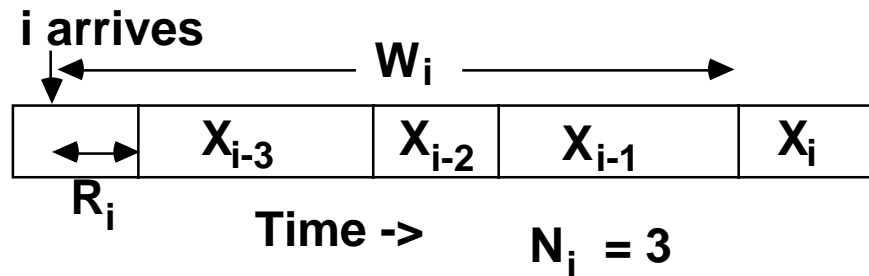 i arrives
Wi
Xi-3 Xi-2 Xi-1 Xi
Ri
Time -> Ni = 3